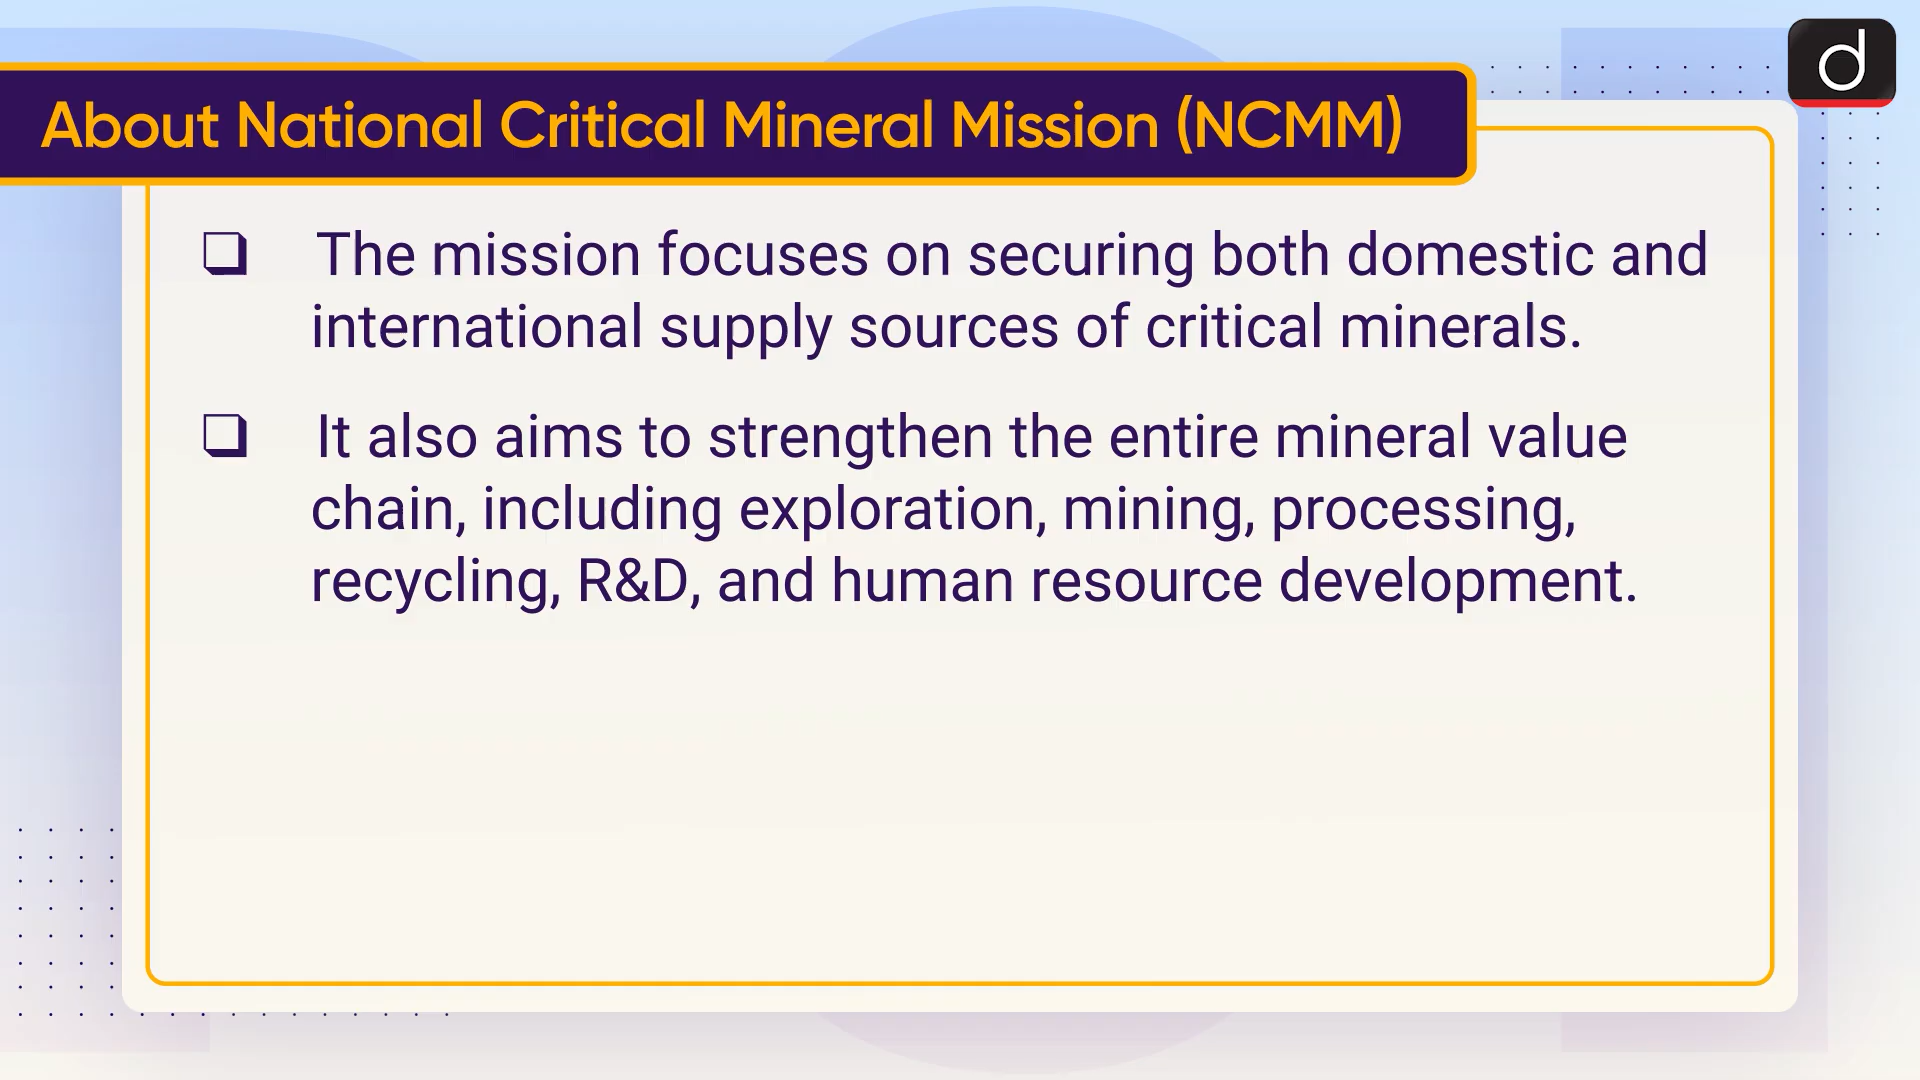 d
About National Critical Mineral Mission (NCMM)
❑ The mission focuses on securing both domestic and
international supply sources of critical minerals.
❑ It also aims to strengthen the entire mineral value
chain, including exploration, mining, processing,
recycling, R&D, and human resource development.